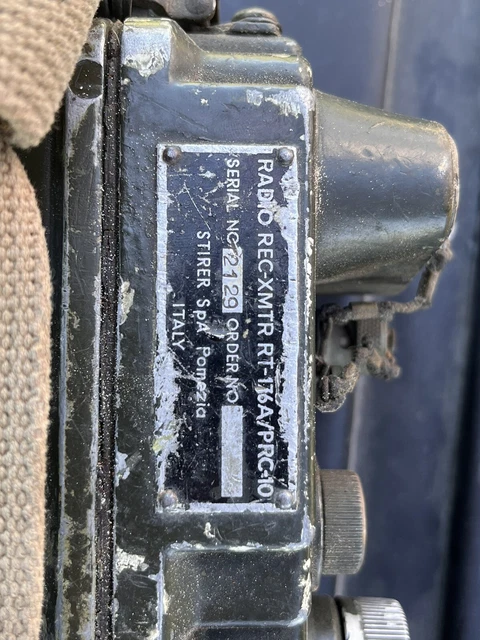 RADIO REC-XMTR RT-176A/PRC-10
SERIAL NO 2129 ORDER NO
STIRER SpA Pomezia
ITALY